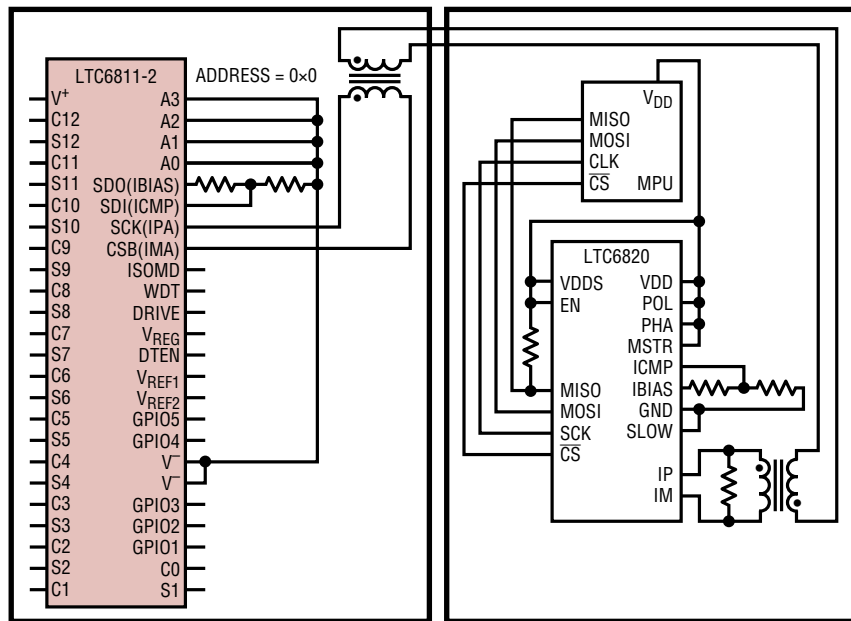 LTC6811-2
ADDRESS = 0×0
V⁺
C12
S12
C11
S11
C10
S10
C9
S9
C8
S8
C7
S7
C6
S6
C5
S5
C4
S4
C3
S3
C2
S2
C1
A3
A2
A1
A0
SDO(IBIAS)
SDI(ICMP)
SCK(IPA)
CSB(IMA)
ISOMD
WDT
DRIVE
VREG
DTEN
VREF1
VREF2
GPIO5
GPIO4
V–
V–
GPIO3
GPIO2
GPIO1
C0
S1
VDD
MISO
MOSI
CLK
CS
MPU
LTC6820
VDDS
EN
MISO
MOSI
SCK
CS
VDD
POL
PHA
MSTR
ICMP
IBIAS
GND
SLOW
IP
IM